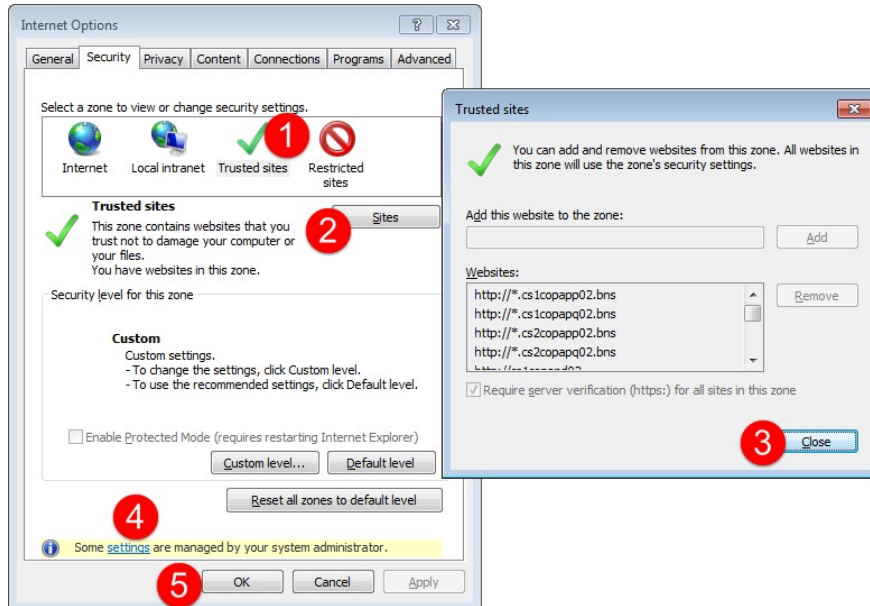 Internet Options
General Security Privacy Content Connections Programs Advanced
Select a zone to view or change security settings.
1
Internet Local intranet Trusted sites Restricted sites
Trusted sites
2
Sites
This zone contains websites that you
trust not to damage your computer or
your files.
You have websites in this zone.
Security level for this zone
Custom
Custom settings.
- To change the settings, click Custom level.
- To use the recommended settings, click Default level.
Enable Protected Mode (requires restarting Internet Explorer)
Custom level... Default level
Reset all zones to default level
4
Some settings are managed by your system administrator.
5
OK Cancel Apply
Trusted sites
You can add and remove websites from this zone. All websites in
this zone will use the zone's security settings.
Add this website to the zone:
Add
Websites:
http://*.cs1copapp02.bns
Remove
http://*.cs1copapq02.bns
http://*.cs2copapp02.bns
http://*.cs2copapq02.bns
Require server verification (https:) for all sites in this zone
3
Close